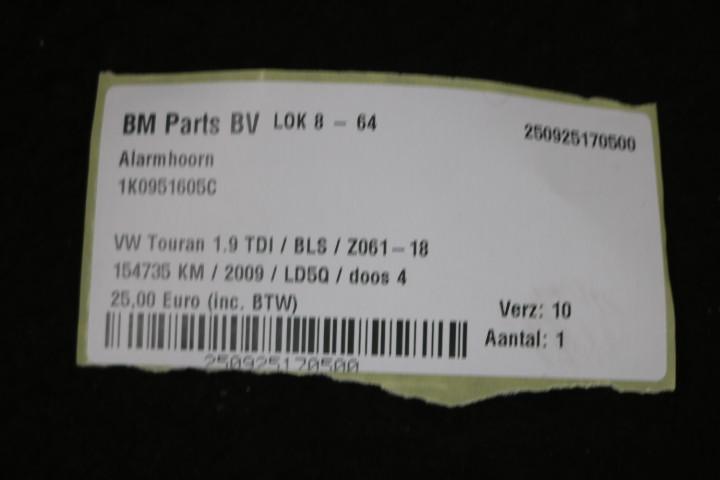 BM Parts BV LOK 8 - 64
250925170500
Alarmhoorn
1K0951605C
VW Touran 1.9 TDI / BLS / Z061-18
154735 KM / 2009 / LD5Q / doos 4
25,00 Euro (inc. BTW)
Verz: 10
Aantal: 1
250925170500